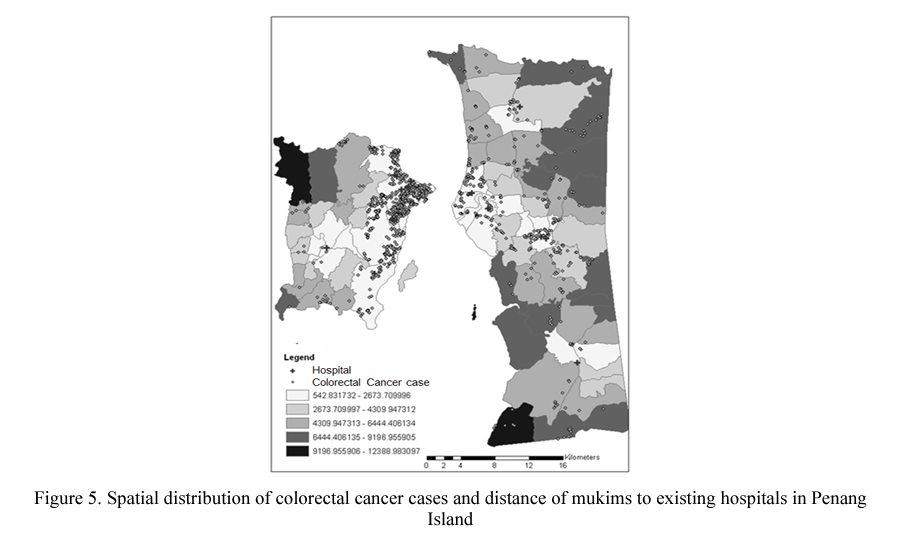 Legend
Hospital
Colorectal Cancer case
542.831732 - 2673.709996
2673.709997 - 4309.947312
4309.947313 - 6444.406134
6444.406135 - 9196.955905
9196.955906 - 12388.983097
Kilometers
0 2 4 8 12 16
Figure 5. Spatial distribution of colorectal cancer cases and distance of mukims to existing hospitals in Penang
Island